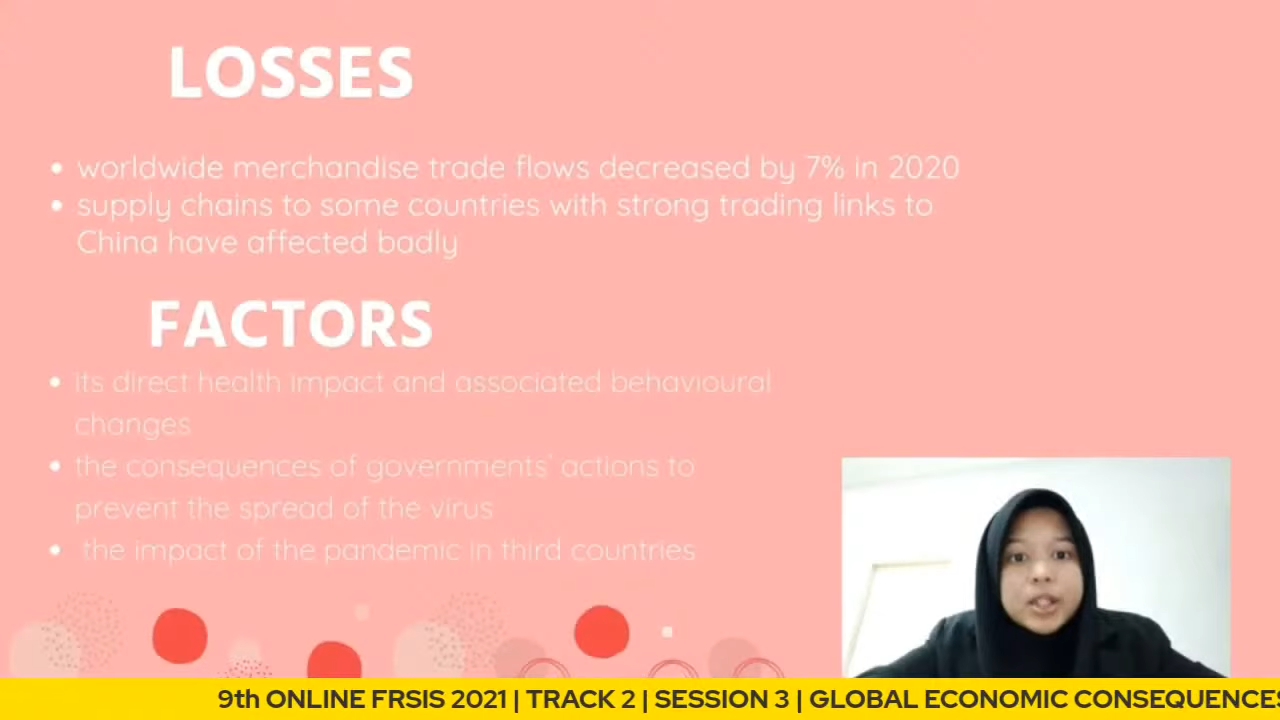 LOSSES
• worldwide merchandise trade flows decreased by 7% in 2020
• supply chains to some countries with strong trading links to
China have affected badly
FACTORS
• its direct health impact and associated behavioural
changes
• the consequences of governments' actions to
prevent the spread of the virus
• the impact of the pandemic in third countries
9th ONLINE FRSIS 2021 | TRACK 2 | SESSION 3 | GLOBAL ECONOMIC CONSEQUENCES